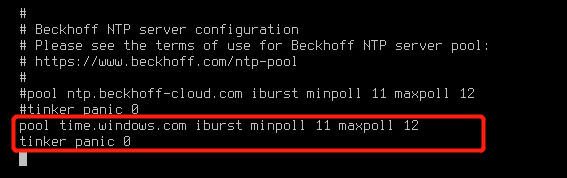 #
# Beckhoff NTP server configuration
# Please see the terms of use for Beckhoff NTP server pool:
# https://www.beckhoff.com/ntp-pool
#
#pool ntp.beckhoff-cloud.com iburst minpoll 11 maxpoll 12
#tinker panic 0
pool time.windows.com iburst minpoll 11 maxpoll 12
tinker panic 0